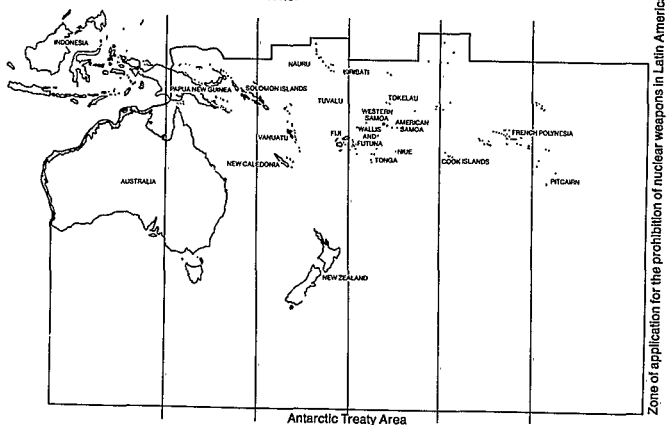 INDONESIA
NAURU
KIRIBATI
PAPUA NEW GUINEA
SOLOMON ISLANDS
TUVALU
TOKELAU
WESTERN
SAMOA
AMERICAN
SAMOA
WALLIS
AND
FUTUNA
VANUATU
FIJI
FRENCH POLYNESIA
NIUE
NEW CALEDONIA
TONGA
COOK ISLANDS
AUSTRALIA
PITCAIRN
NEW ZEALAND
Antarctic Treaty Area
Zone of application for the prohibition of nuclear weapons in Latin America